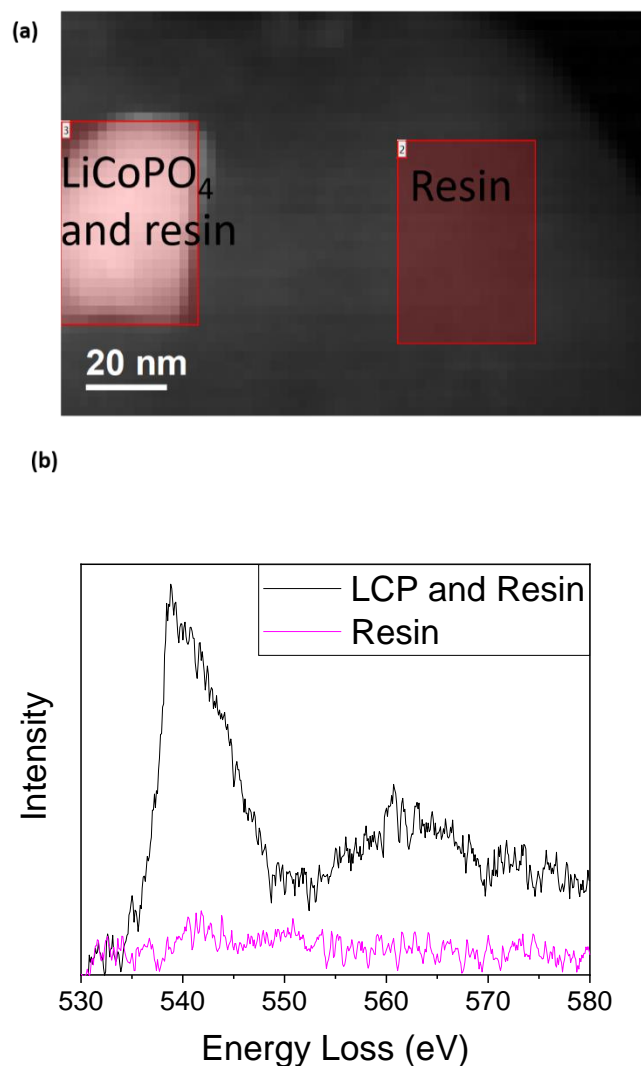 (a)
3
LiCoPO₄
and resin
2
Resin
20 nm
(b)
LCP and Resin
Resin
Intensity
530 540 550 560 570 580
Energy Loss (eV)